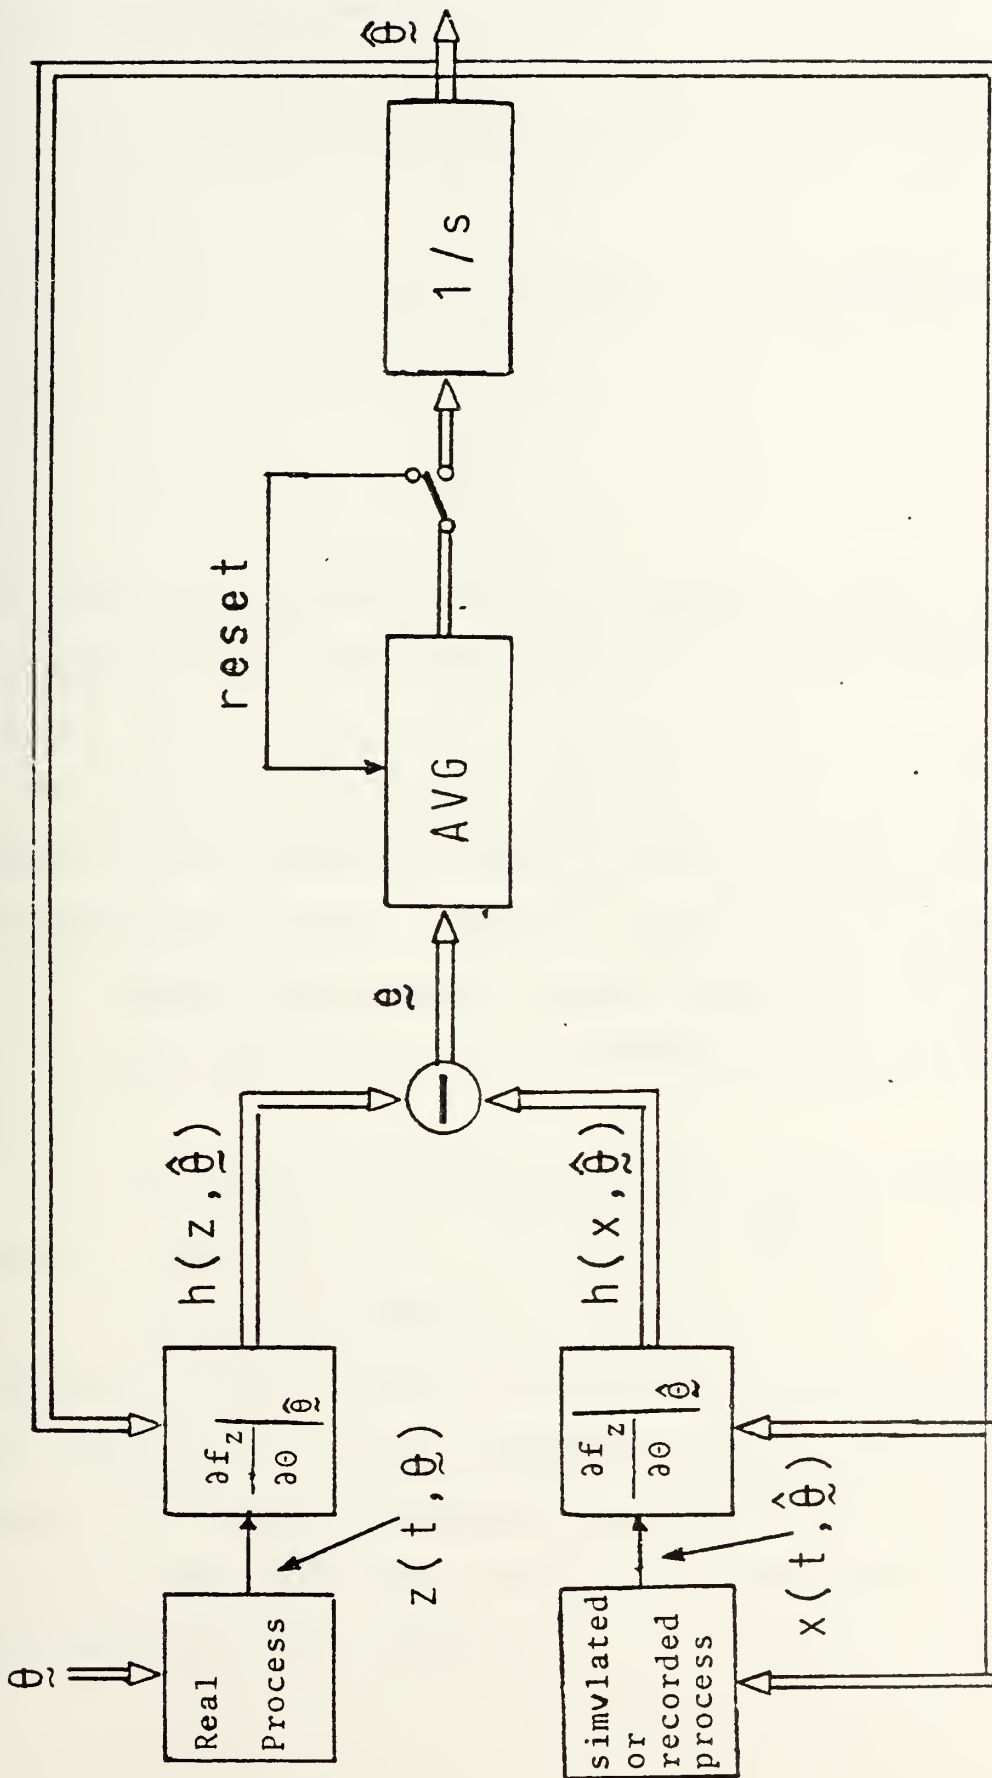 θ̰
Real
Process
z(t,θ̰)
∂f_z
∂Θ
Θ̰̂
h(z,θ̰̂)
simvlated
or
recorded
process
x(t,θ̰̂)
∂f_z
∂Θ
Θ̰̂
h(x,θ̰̂)
—
ḛ
AVG
reset
1/s
θ̰̂